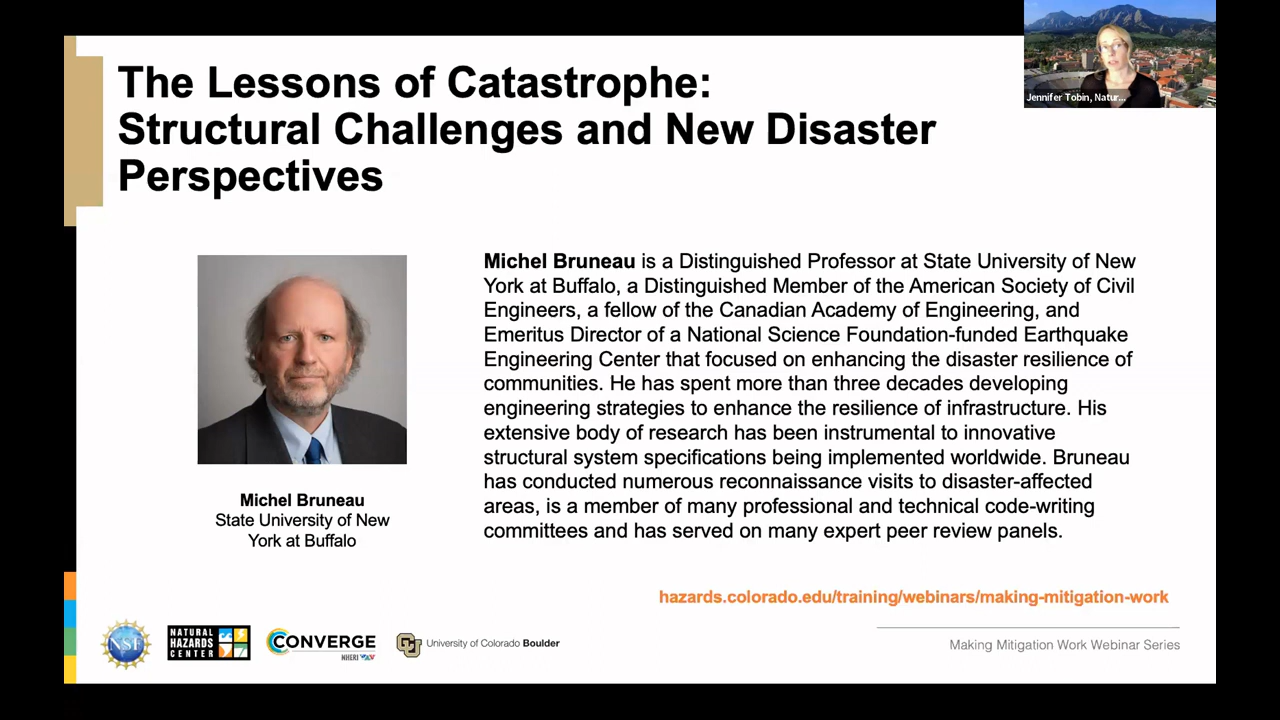 The Lessons of Catastrophe:
Structural Challenges and New Disaster
Perspectives
Jennifer Tobin, Natur...
Michel Bruneau is a Distinguished Professor at State University of New
York at Buffalo, a Distinguished Member of the American Society of Civil
Engineers, a fellow of the Canadian Academy of Engineering, and
Emeritus Director of a National Science Foundation-funded Earthquake
Engineering Center that focused on enhancing the disaster resilience of
communities. He has spent more than three decades developing
engineering strategies to enhance the resilience of infrastructure. His
extensive body of research has been instrumental to innovative
structural system specifications being implemented worldwide. Bruneau
has conducted numerous reconnaissance visits to disaster-affected
areas, is a member of many professional and technical code-writing
committees and has served on many expert peer review panels.
Michel Bruneau
State University of New
York at Buffalo
hazards.colorado.edu/training/webinars/making-mitigation-work
NSF
NATURAL
HAZARDS
CENTER
CONVERGE
NHERI
CU
University of Colorado Boulder
Making Mitigation Work Webinar Series